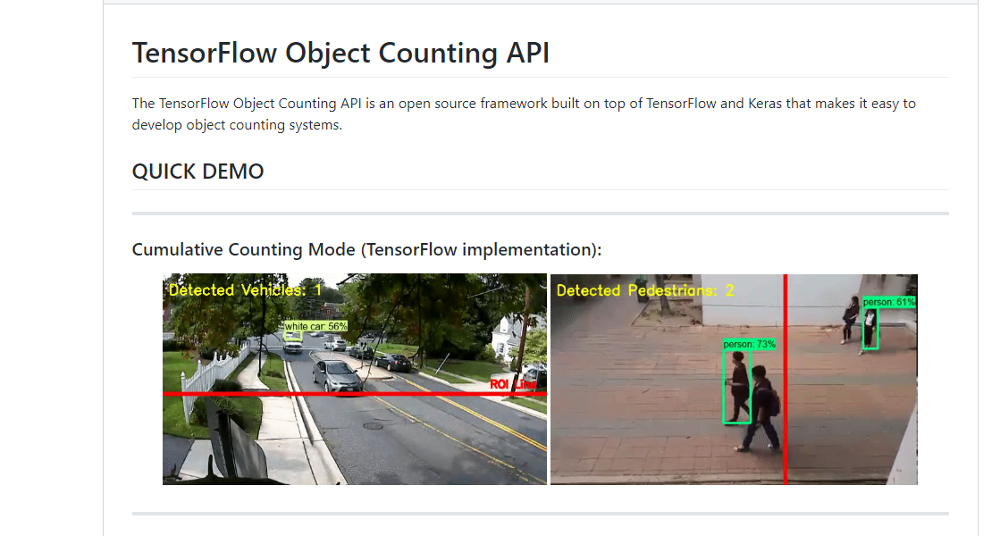 TensorFlow Object Counting API
The TensorFlow Object Counting API is an open source framework built on top of TensorFlow and Keras that makes it easy to
develop object counting systems.
QUICK DEMO
Cumulative Counting Mode (TensorFlow implementation):
Detected Vehicles: 1
white car: 56%
ROI Line
Detected Pedestrians: 2
person: 61%
person: 73%